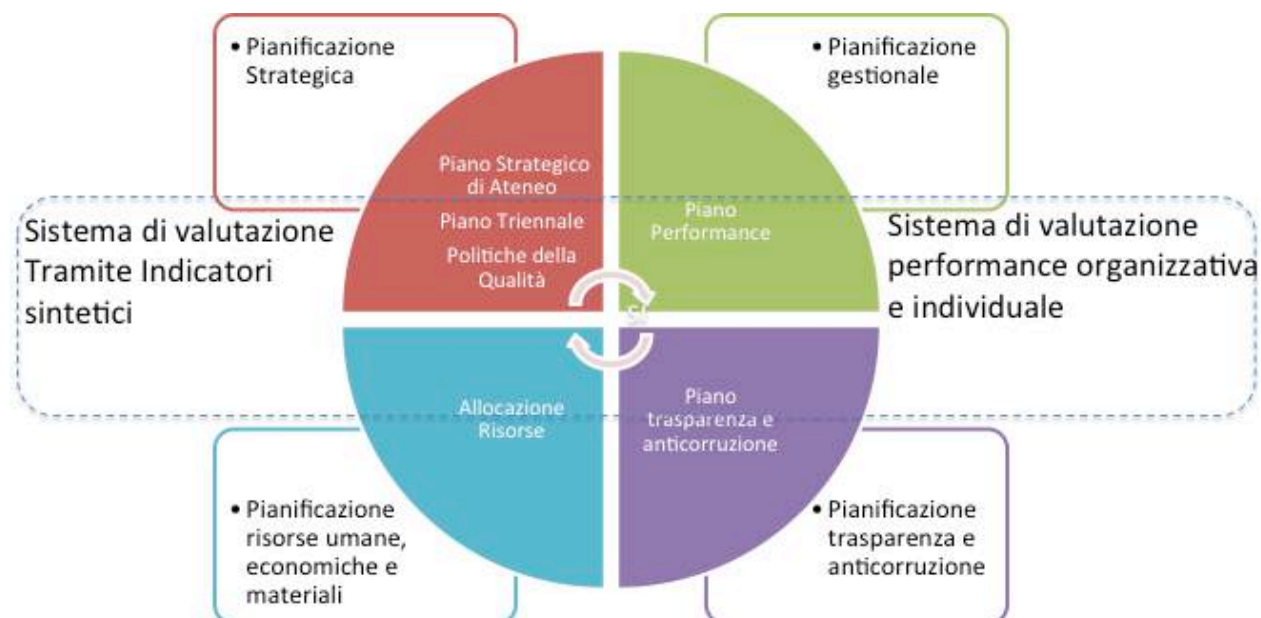 • Pianificazione
Strategica
• Pianificazione
gestionale
Piano Strategico
di Ateneo
Piano Triennale
Politiche della
Qualità
Piano
Performance
Sistema di valutazione
Tramite Indicatori
sintetici
Sistema di valutazione
performance organizzativa
e individuale
Allocazione
Risorse
Piano
trasparenza e
anticorruzione
• Pianificazione
risorse umane,
economiche e
materiali
• Pianificazione
trasparenza e
anticorruzione